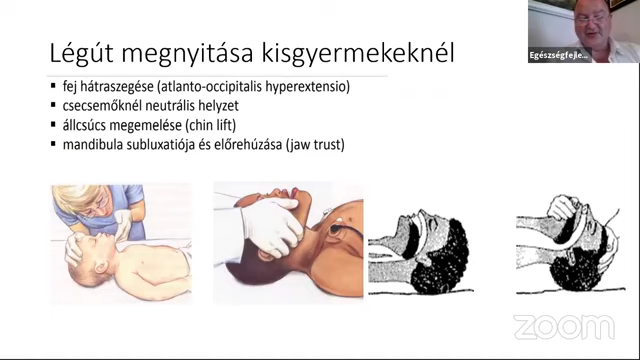 Légút megnyitása kisgyermekeknél
▪ fej hátraszegése (atlanto-occipitalis hyperextensio)
▪ csecsemőknél neutrális helyzet
▪ állcsúcs megemelése (chin lift)
▪ mandibula subluxatiója és előrehúzása (jaw trust)
Egészségfejle...
zoom